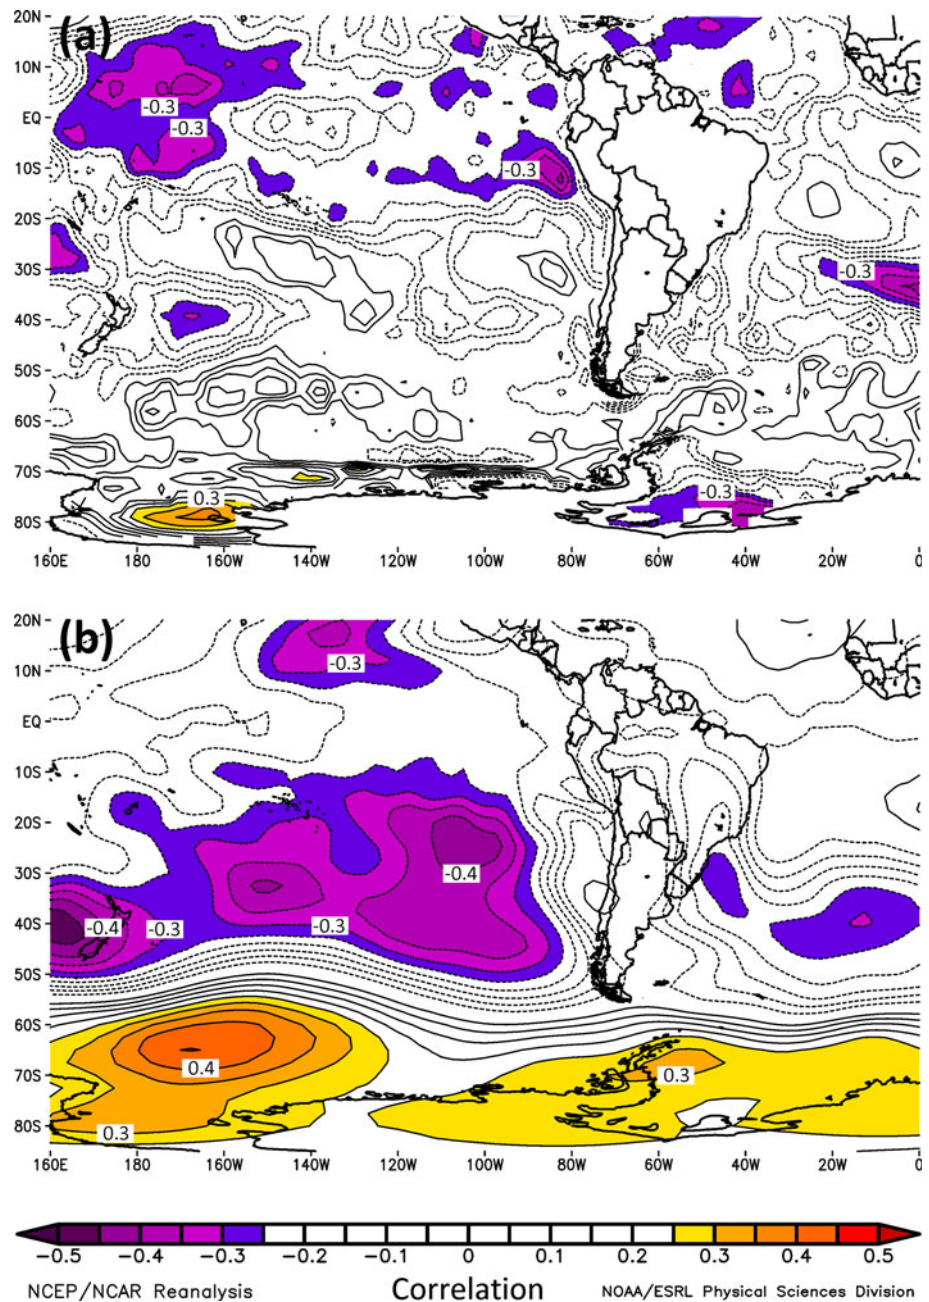 (a)
20N
10N
EQ
10S
20S
30S
40S
50S
60S
70S
80S
-0.3
-0.3
-0.3
-0.3
0.3
-0.3
160E 180 160W 140W 120W 100W 80W 60W 40W 20W 0
(b)
20N
10N
EQ
10S
20S
30S
40S
50S
60S
70S
80S
-0.3
-0.4
-0.4
-0.3
-0.3
0.4
0.3
0.3
160E 180 160W 140W 120W 100W 80W 60W 40W 20W 0
-0.5 -0.4 -0.3 -0.2 -0.1 0 0.1 0.2 0.3 0.4 0.5
NCEP/NCAR Reanalysis Correlation NOAA/ESRL Physical Sciences Division